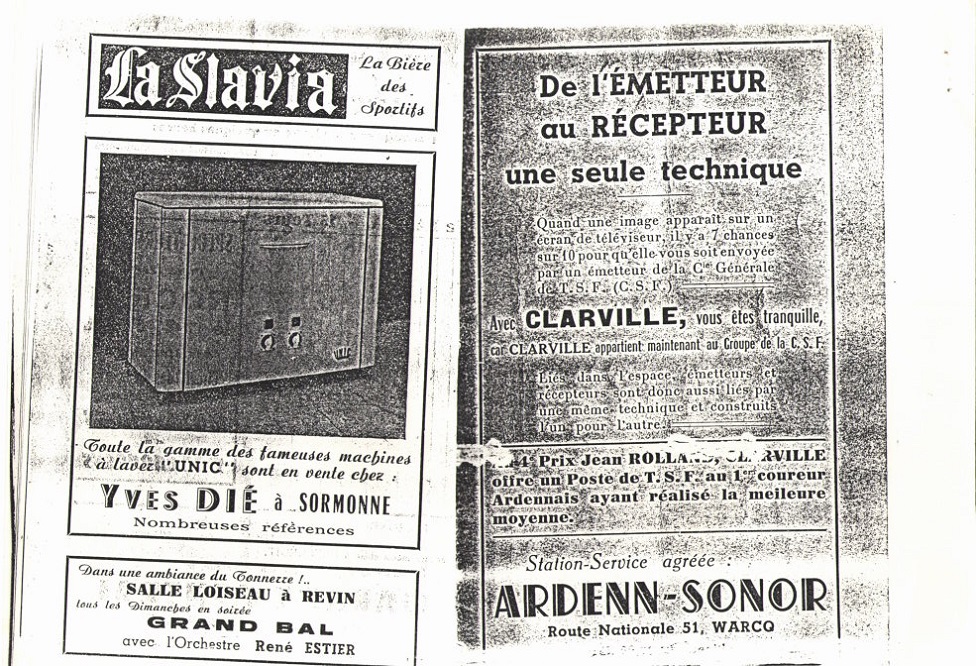 La Slavia
La Bière
des
Sportifs
UNIC
Toute la gamme des fameuses machines
à laver "UNIC" sont en vente chez :
YVES DIÉ à SORMONNE
Nombreuses références
Dans une ambiance du Tonnerre !..
SALLE LOISEAU à REVIN
tous les Dimanches en soirée
GRAND BAL
avec l'Orchestre René ESTIER
De l'ÉMETTEUR
au RÉCEPTEUR
une seule technique
Quand une image apparait sur un
écran de téléviseur, il y a 7 chances
sur 10 pour qu'elle vous soit envoyée
par un émetteur de la Cie Générale
de T. S. F. (C. S. F.)
Avec CLARVILLE, vous êtes tranquille,
car CLARVILLE appartient maintenant au Groupe de la C. S. F.
Liés dans l'espace émetteurs et
récepteurs sont donc aussi liés par
une même technique et construits
l'un pour l'autre.
Prix Jean ROLLAND, CLARVILLE
offre un Poste de T. S. F. au 1er coureur
Ardennais ayant réalisé la meileure
moyenne.
Station-Service agréée :
ARDENN-SONOR
Route Nationale 51, WARCQ